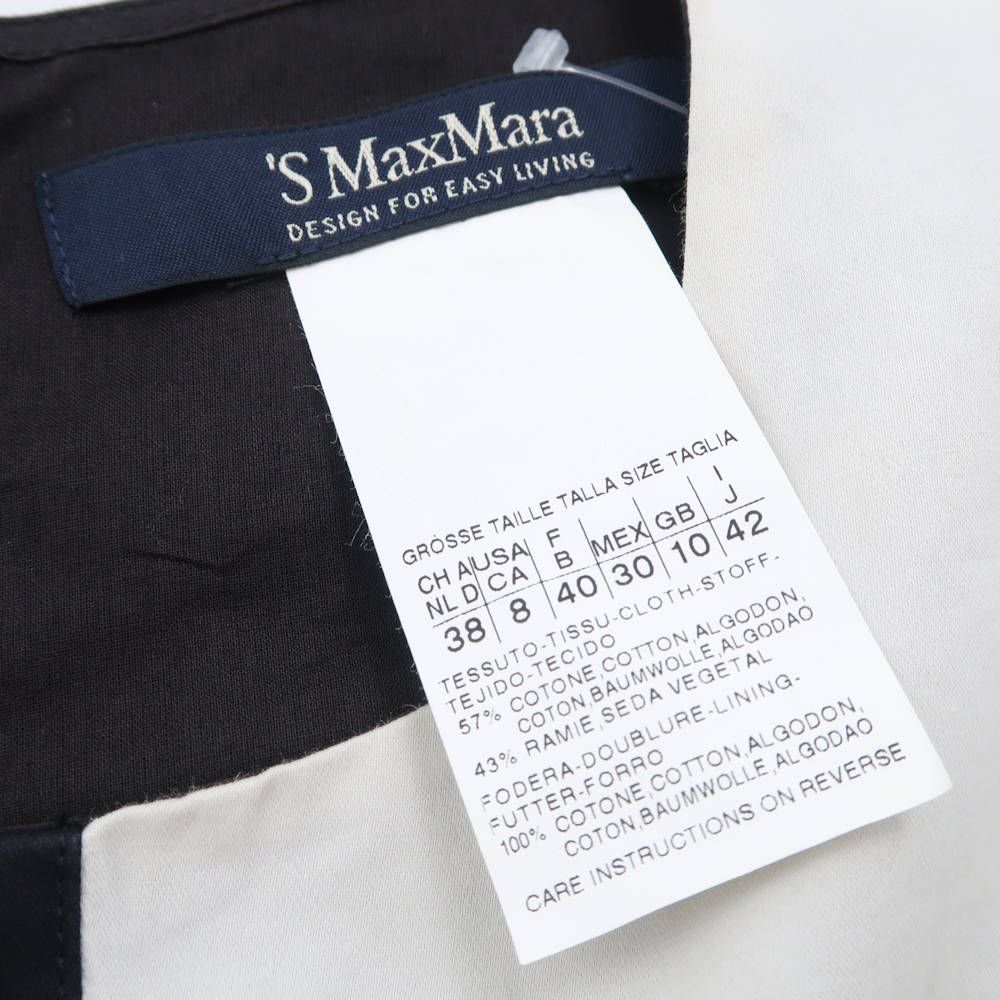 'S MaxMara
DESIGN FOR EASY LIVING
GRÖSSE TAILLE TALLA SIZE TAGLIA
CH A USA F MEX GB I
NL D CA B J
38 8 40 30 10 42
TESSUTO-TISSU-CLOTH-STOFF-
TEJIDO-TECIDO
57% COTONE,COTTON,ALGODON,
COTON,BAUMWOLLE,ALGODAO
43% RAMIE,SEDA VEGETAL
FODERA-DOUBLURE-LINING-
FUTTER-FORRO
100% COTONE,COTTON,ALGODON,
COTON,BAUMWOLLE,ALGODAO
CARE INSTRUCTIONS ON REVERSE